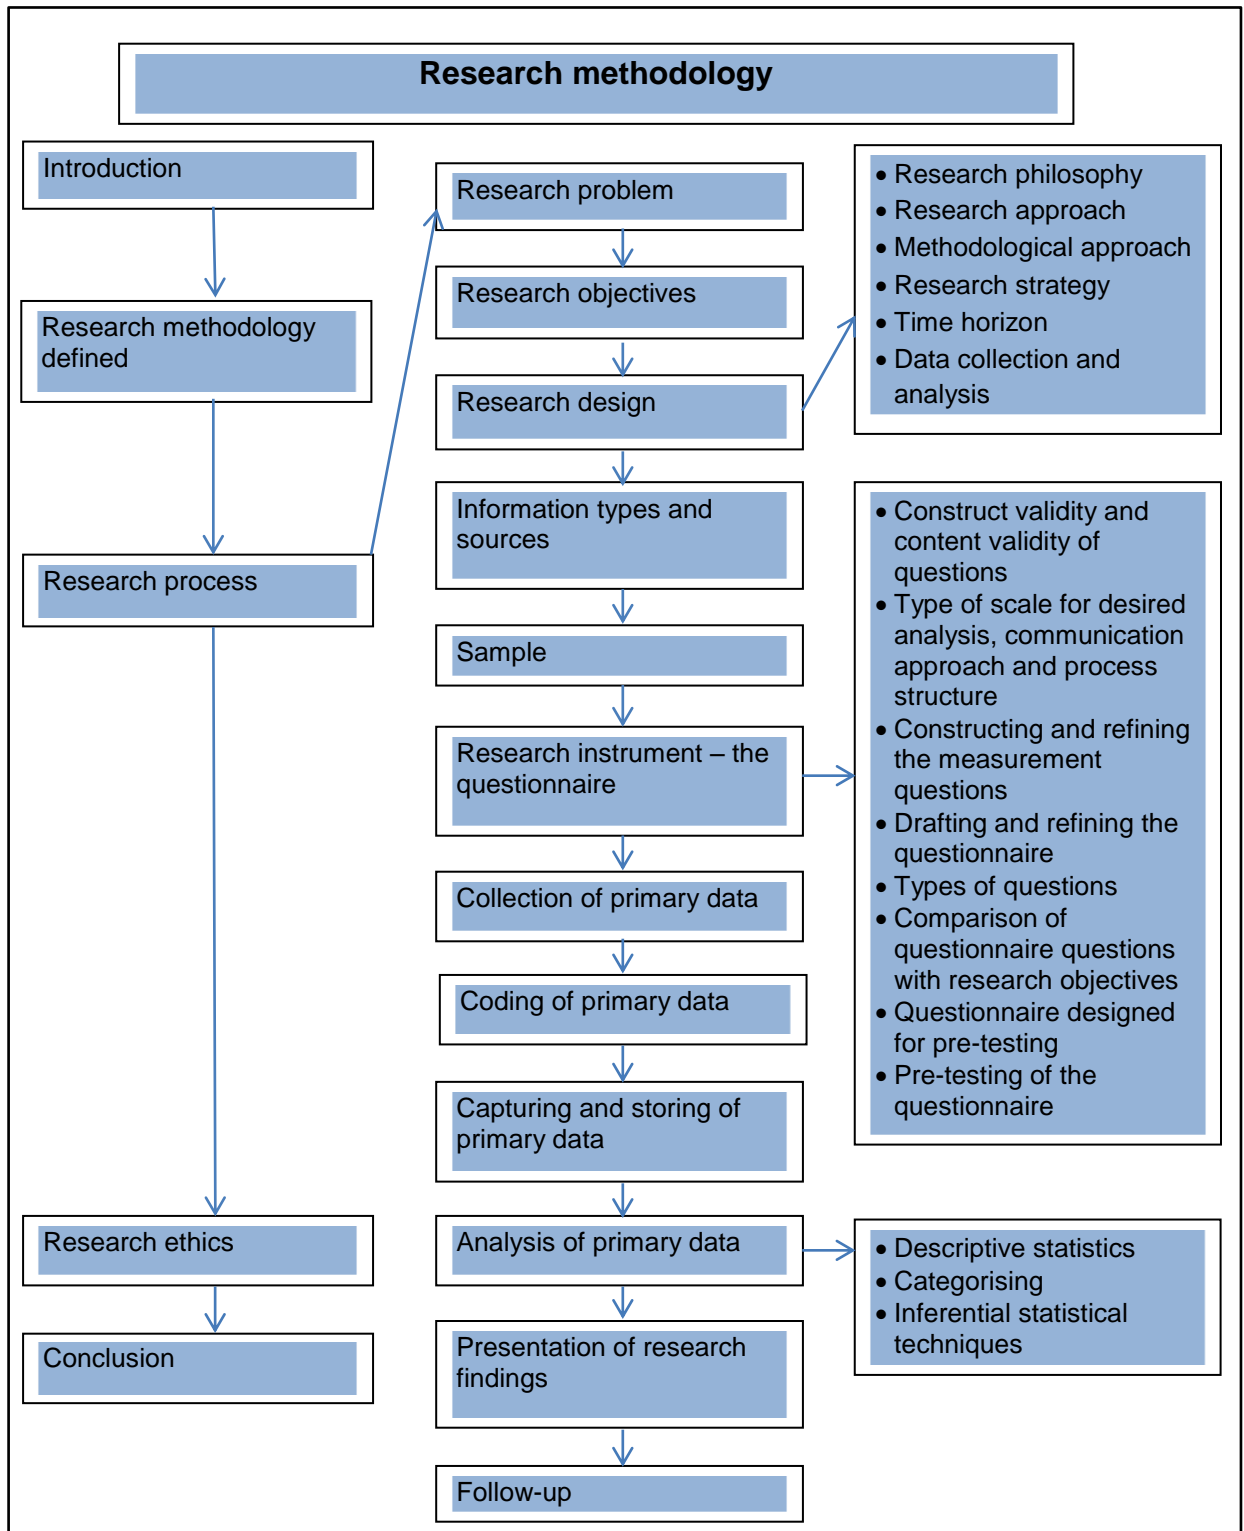 Research methodology
Introduction
Research methodology
defined
Research process
Research ethics
Conclusion
Research problem
Research objectives
Research design
Information types and
sources
Sample
Research instrument – the
questionnaire
Collection of primary data
Coding of primary data
Capturing and storing of
primary data
Analysis of primary data
Presentation of research
findings
Follow-up
• Research philosophy
• Research approach
• Methodological approach
• Research strategy
• Time horizon
• Data collection and
analysis
• Construct validity and
content validity of
questions
• Type of scale for desired
analysis, communication
approach and process
structure
• Constructing and refining
the measurement
questions
• Drafting and refining the
questionnaire
• Types of questions
• Comparison of
questionnaire questions
with research objectives
• Questionnaire designed
for pre-testing
• Pre-testing of the
questionnaire
• Descriptive statistics
• Categorising
• Inferential statistical
techniques